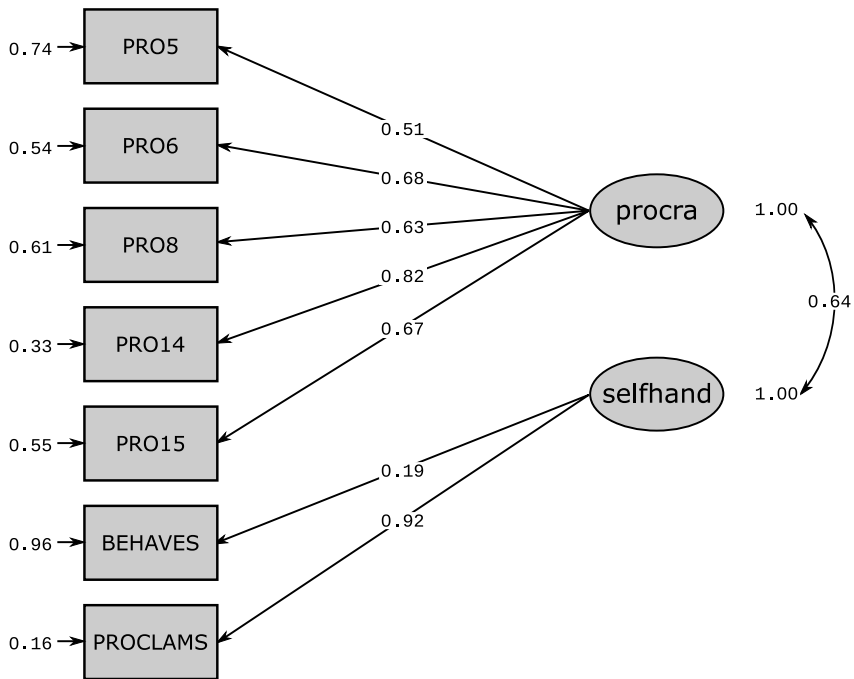 0.74 PRO5
0.51
0.54 PRO6
0.68
procra 1.00
0.63
0.61 PRO8
0.82
0.64
0.33 PRO14
0.67
selfhand 1.00
0.55 PRO15
0.19
0.92
0.96 BEHAVES
0.16 PROCLAMS